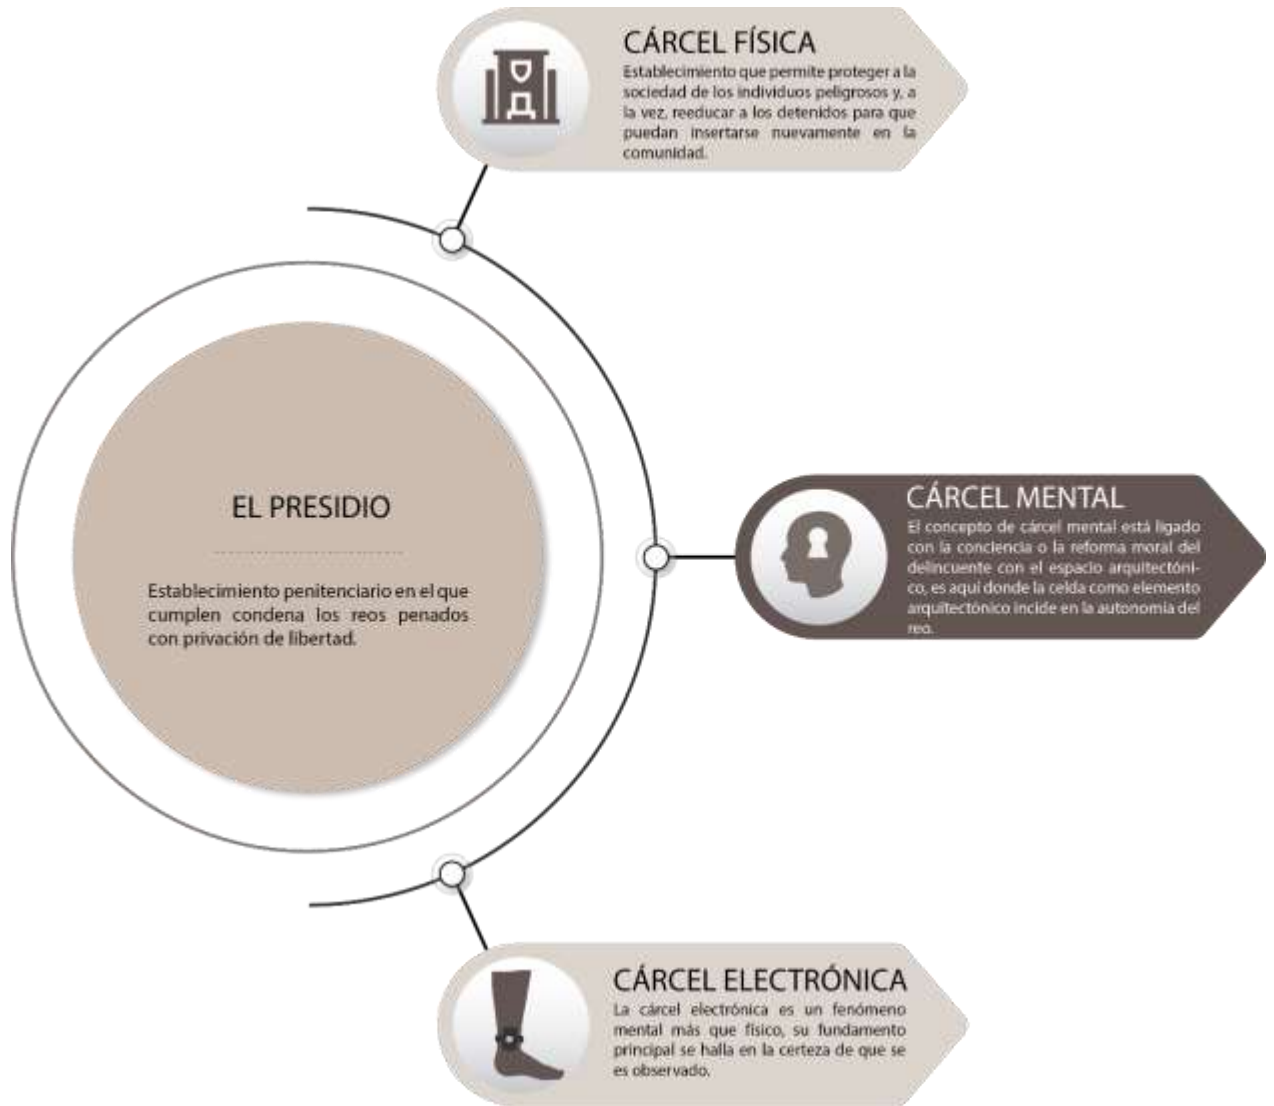 CÁRCEL FÍSICA
Establecimiento que permite proteger a la
sociedad de los individuos peligrosos y, a
la vez, reeducar a los detenidos para que
puedan insertarse nuevamente en la
comunidad.
EL PRESIDIO
Establecimiento penitenciario en el que
cumplen condena los reos penados
con privación de libertad.
CÁRCEL MENTAL
El concepto de cárcel mental está ligado
con la conciencia o la reforma moral del
delincuente con el espacio arquitectóni-
co, es aquí donde la celda como elemento
arquitectónico incide en la autonomía del
reo.
CÁRCEL ELECTRÓNICA
La cárcel electrónica es un fenómeno
mental más que físico, su fundamento
principal se halla en la certeza de que se
es observado.